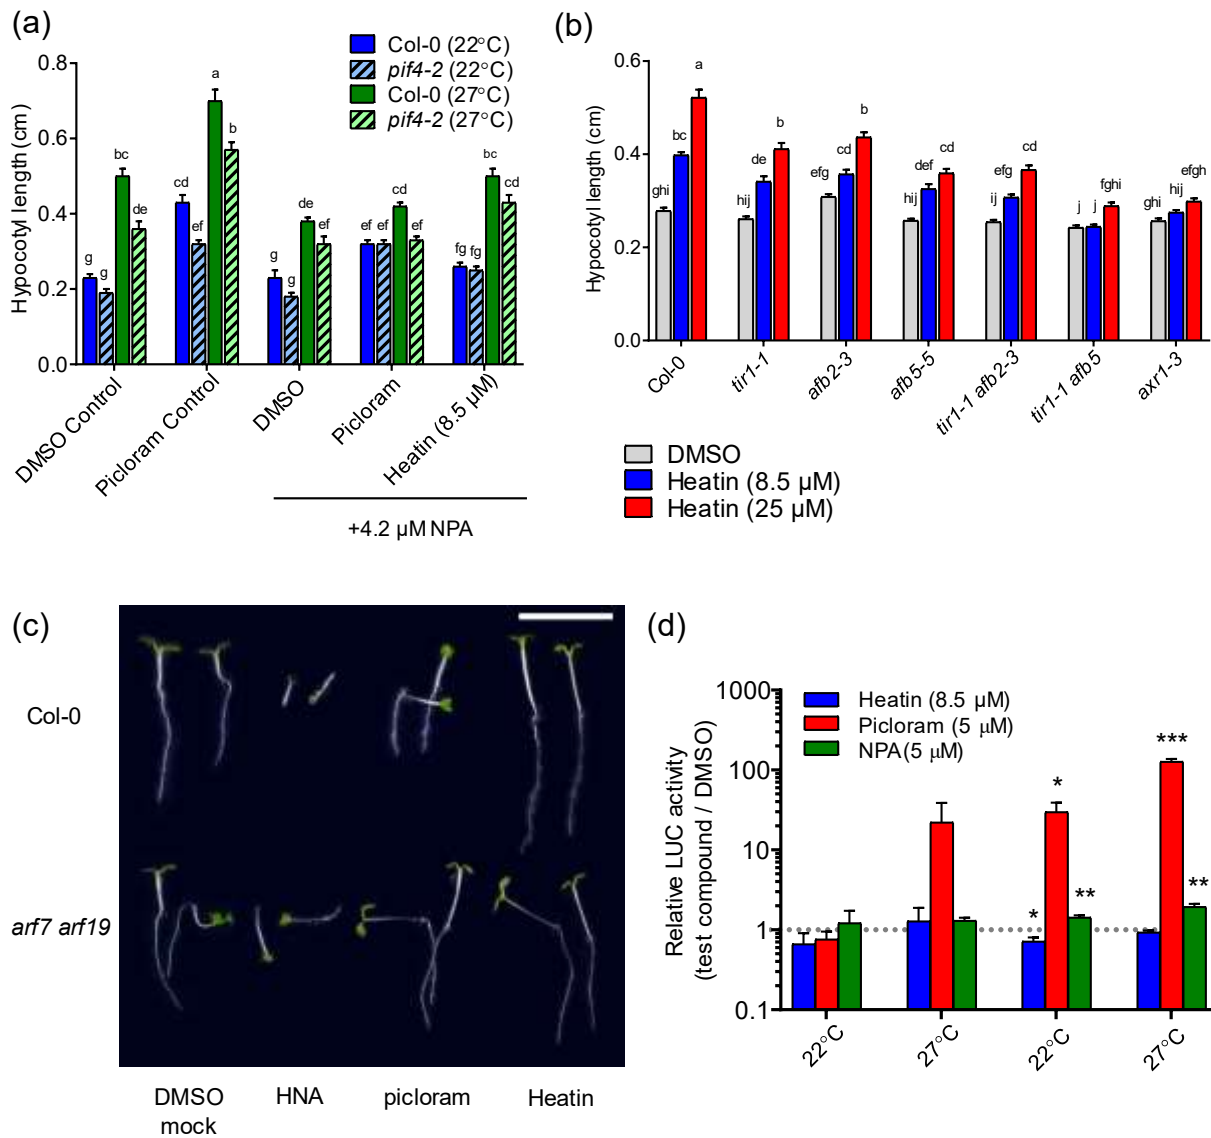 (a)
Col-0 (22°C)
pif4-2 (22°C)
Col-0 (27°C)
pif4-2 (27°C)
Hypocotyl length (cm)
0.8
0.6
0.4
0.2
0.0
g g bc de
cd ef a b
g g de ef
ef ef cd ef
fg fg bc cd
DMSO Control
Picloram Control
DMSO
Picloram
Heatin (8.5 µM)
+4.2 µM NPA
(b)
Hypocotyl length (cm)
0.6
0.4
0.2
0.0
ghi bc a
hij de b
efg cd b
hij def cd
ij efg cd
j j fghi
ghi hij efgh
Col-0
tir1-1
afb2-3
afb5-5
tir1-1 afb2-3
tir1-1 afb5
axr1-3
DMSO
Heatin (8.5 µM)
Heatin (25 µM)
(c)
Col-0
arf7 arf19
DMSO
mock
HNA
picloram
Heatin
(d)
Relative LUC activity
(test compound / DMSO)
1000
100
10
1
0.1
Heatin (8.5 µM)
Picloram (5 µM)
NPA(5 µM)
* * **
*** **
22°C
27°C
22°C
27°C